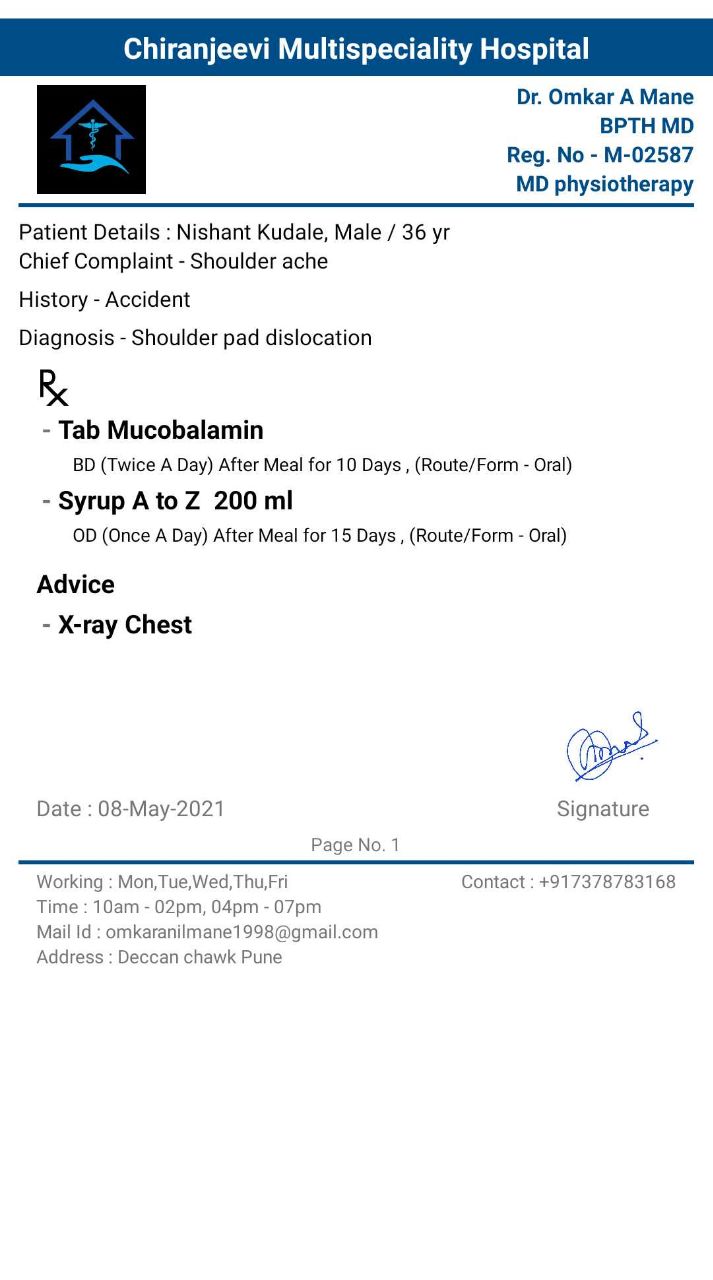 Chiranjeevi Multispeciality Hospital
Dr. Omkar A Mane
BPTH MD
Reg. No - M-02587
MD physiotherapy
Patient Details : Nishant Kudale, Male / 36 yr
Chief Complaint - Shoulder ache
History - Accident
Diagnosis - Shoulder pad dislocation
Rx
- Tab Mucobalamin
BD (Twice A Day) After Meal for 10 Days , (Route/Form - Oral)
- Syrup A to Z  200 ml
OD (Once A Day) After Meal for 15 Days , (Route/Form - Oral)
Advice
- X-ray Chest
Date : 08-May-2021 Signature
Page No. 1
Working : Mon,Tue,Wed,Thu,Fri Contact : +917378783168
Time : 10am - 02pm, 04pm - 07pm
Mail Id : omkaranilmane1998@gmail.com
Address : Deccan chawk Pune